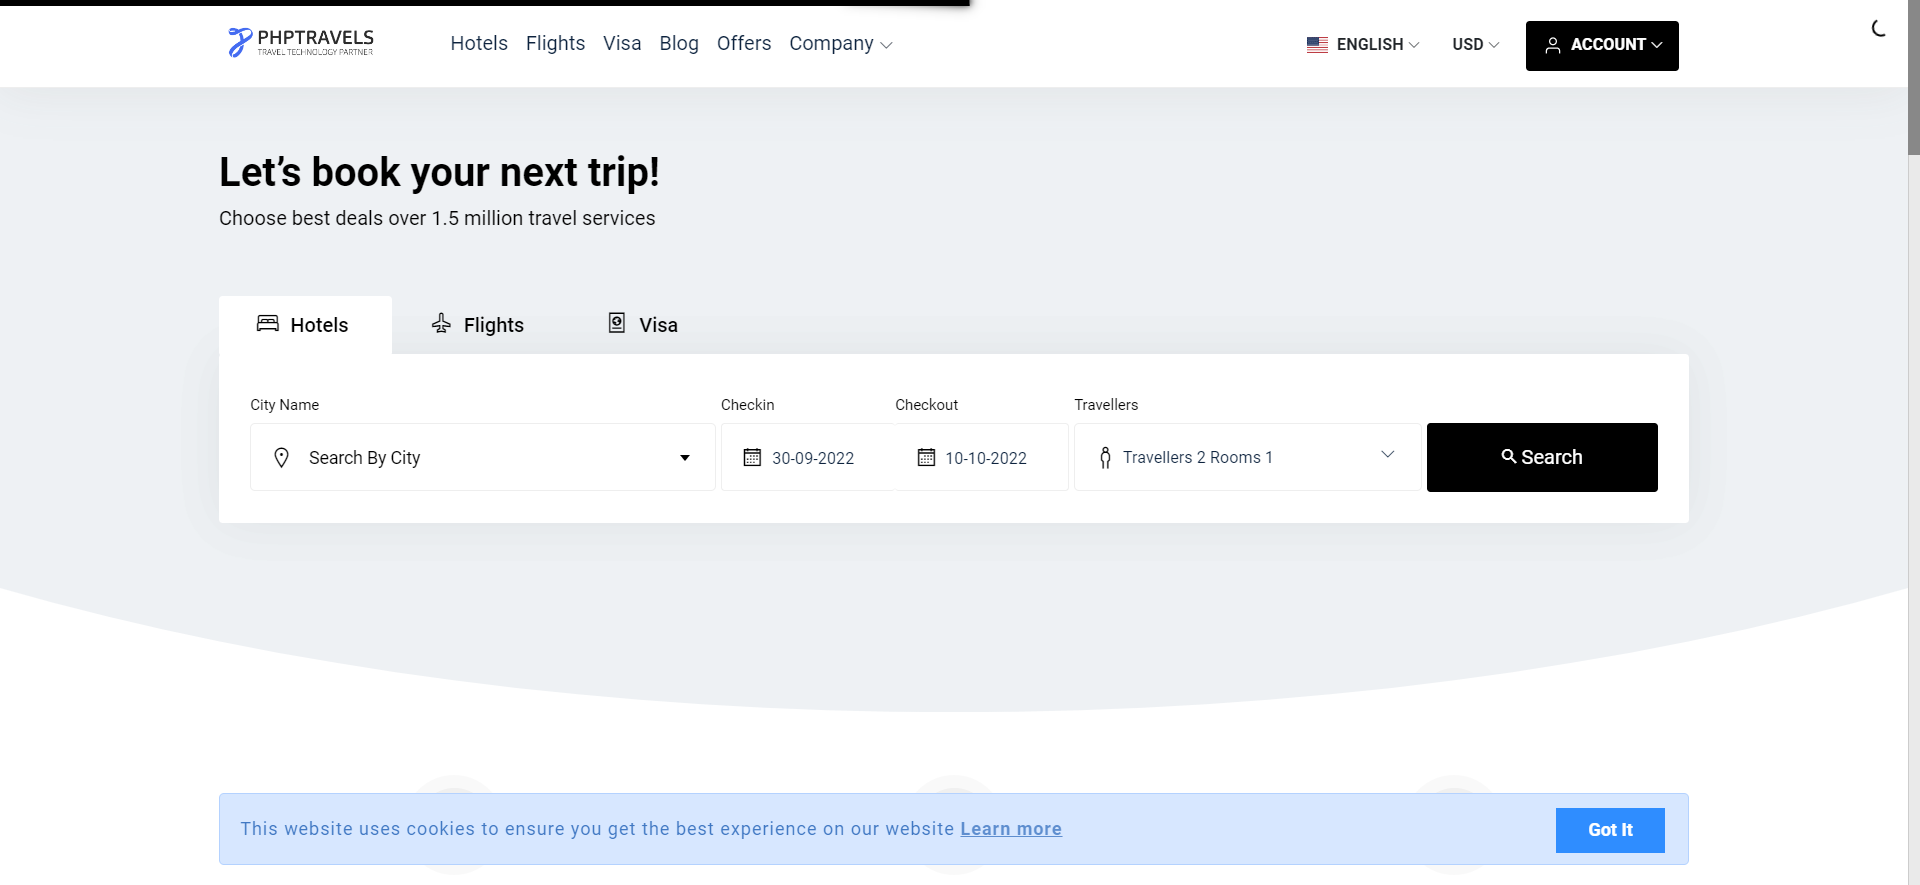 PHPTRAVELS
TRAVEL TECHNOLOGY PARTNER
Hotels Flights Visa Blog Offers Company
ENGLISH USD ACCOUNT
Let’s book your next trip!
Choose best deals over 1.5 million travel services
Hotels Flights Visa
City Name Checkin Checkout Travellers
Search By City 30-09-2022 10-10-2022 Travellers 2 Rooms 1 Search
This website uses cookies to ensure you get the best experience on our website Learn more Got It